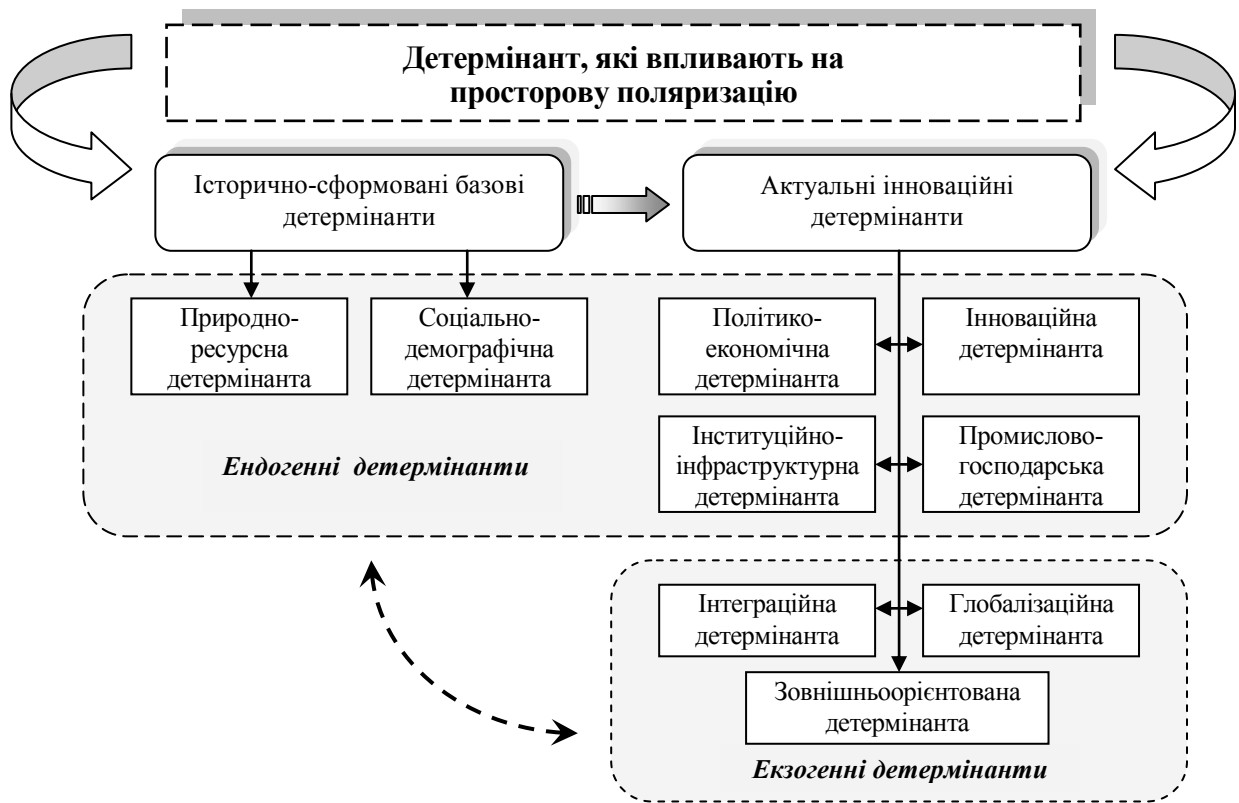 Детермінант, які впливають на
просторову поляризацію
Історично-сформовані базові
детермінанти
Актуальні інноваційні
детермінанти
Природно-
ресурсна
детермінанта
Соціально-
демографічна
детермінанта
Політико-
економічна
детермінанта
Інноваційна
детермінанта
Інституційно-
інфраструктурна
детермінанта
Промислово-
господарська
детермінанта
Ендогенні детермінанти
Інтеграційна
детермінанта
Глобалізаційна
детермінанта
Зовнішньоорієнтована
детермінанта
Екзогенні детермінанти